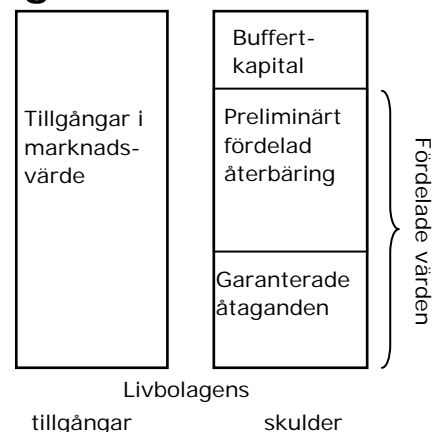 Buffert-
kapital
Tillgångar i
marknads-
värde
Preliminärt
fördelad
återbäring
Garanterade
åtaganden
Fördelade värden
Livbolagens
tillgångar skulder